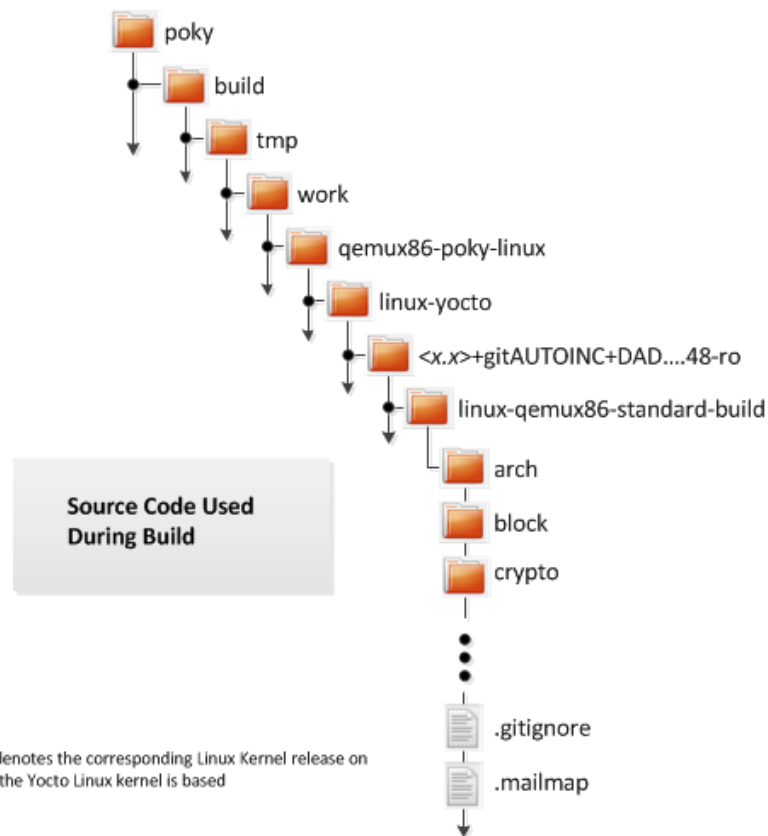 poky
build
tmp
work
qemux86-poky-linux
linux-yocto
<x.x>+gitAUTOINC+DAD....48-ro
linux-qemux86-standard-build
arch
Source Code Used
During Build
block
crypto
.gitignore
denotes the corresponding Linux Kernel release on
the Yocto Linux kernel is based
.mailmap